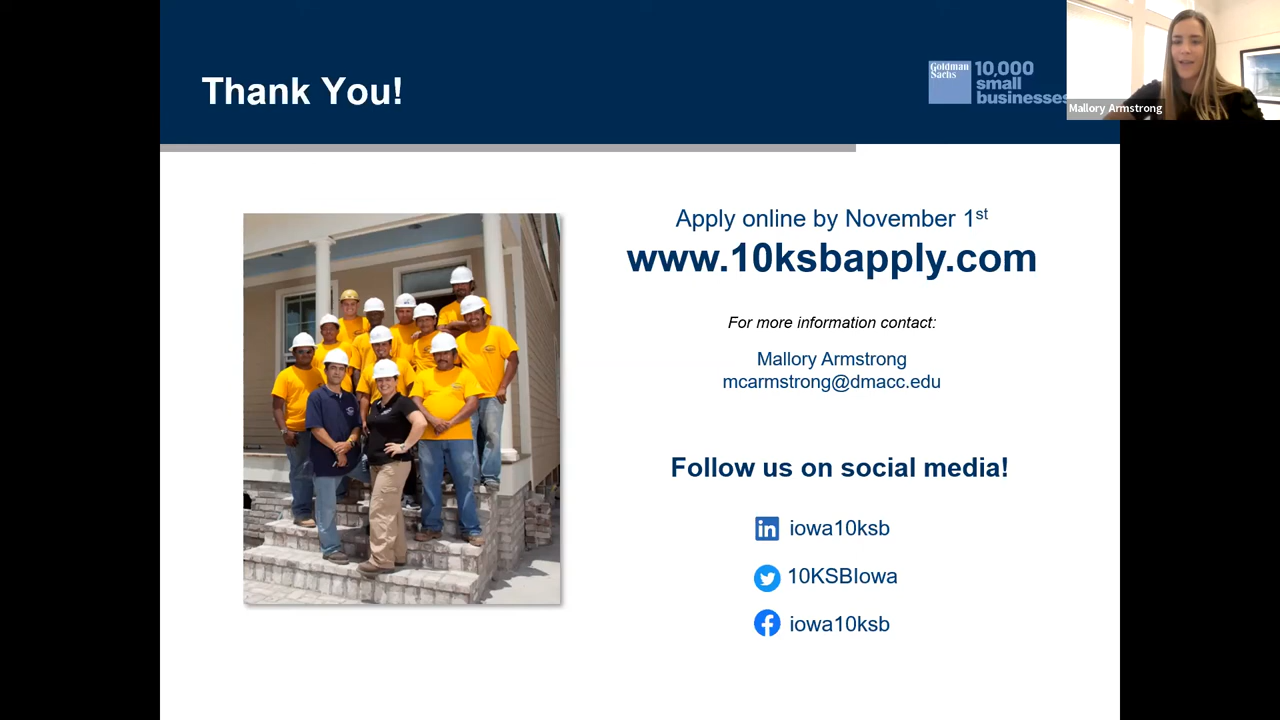 Thank You!
Goldman
Sachs
10,000
small
businesses
Mallory Armstrong
Apply online by November 1st
www.10ksbapply.com
For more information contact:
Mallory Armstrong
mcarmstrong@dmacc.edu
Follow us on social media!
in iowa10ksb
10KSBIowa
iowa10ksb